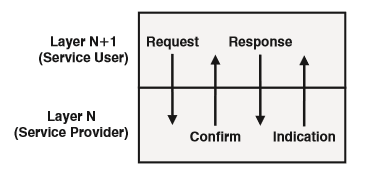 Layer N+1
(Service User)
Request
Response
Layer N
(Service Provider)
Confirm
Indication